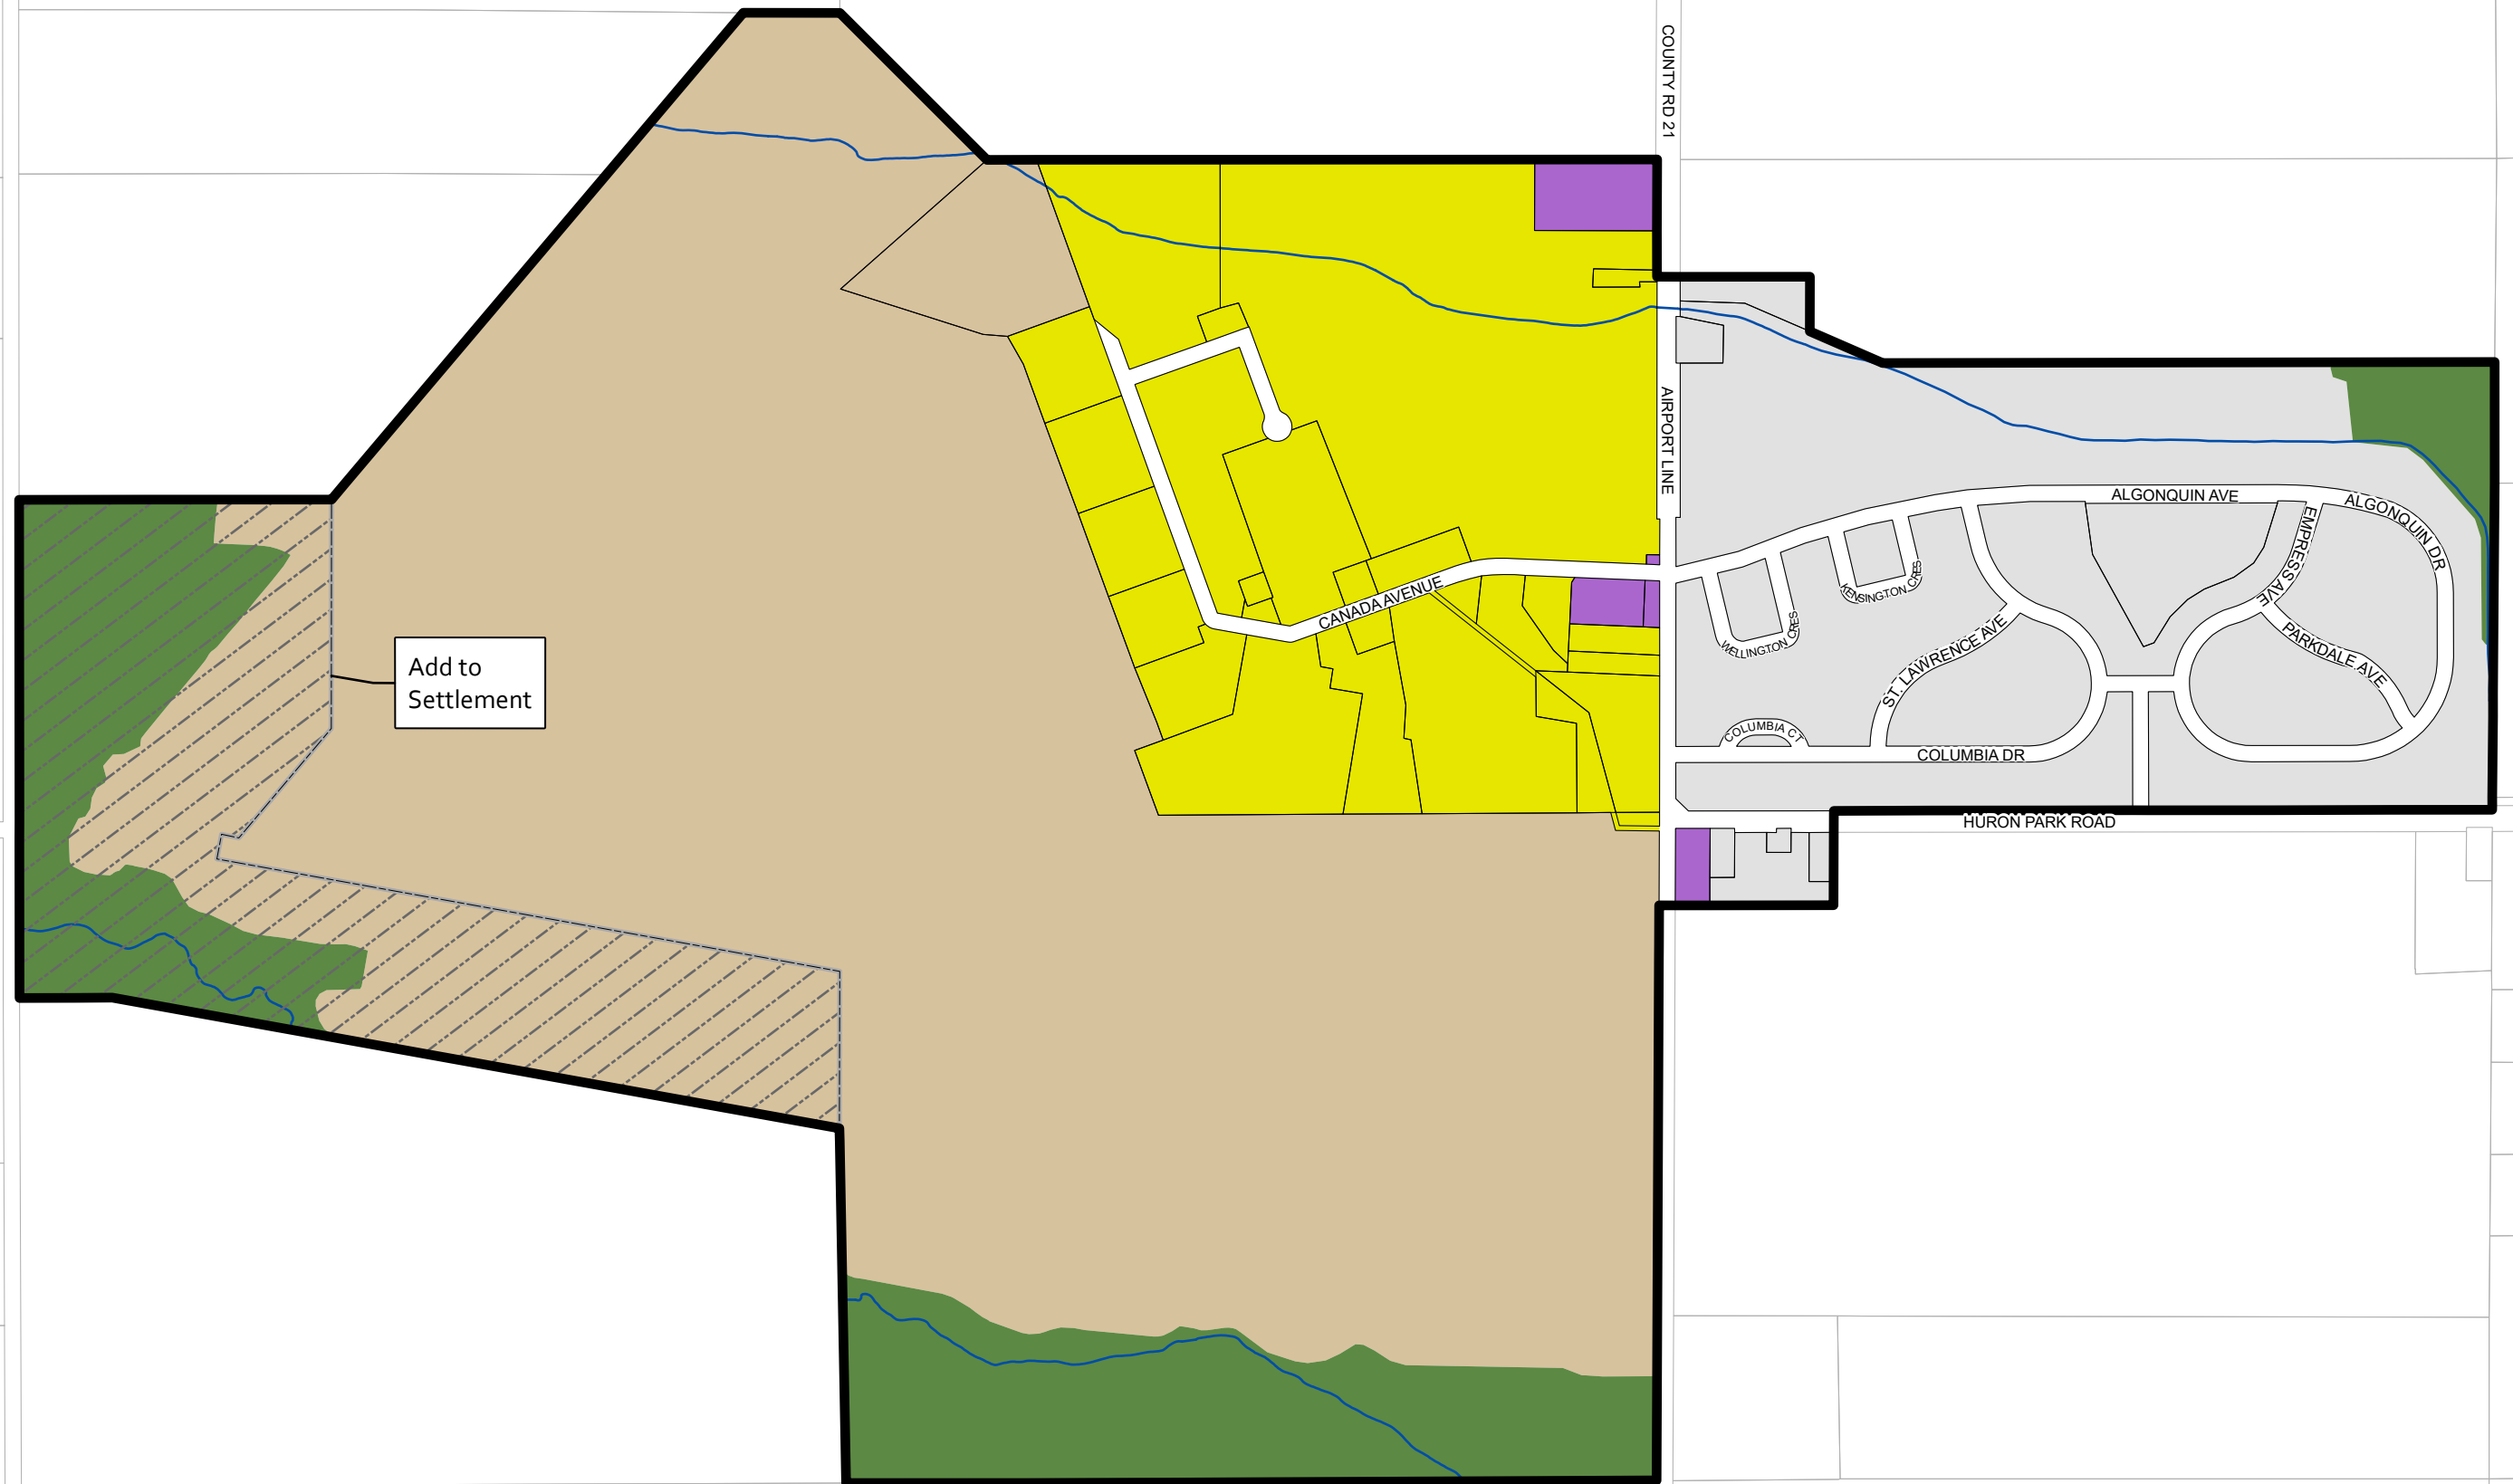 COUNTY RD 21
AIRPORT LINE
ALGONQUIN AVE
ALGONQUIN DR
EMPRESS AVE
KENSINGTON CRES
WELLINGTON CRES
CANADA AVENUE
ST. LAWRENCE AVE
PARKDALE AVE
Add to
Settlement
COLUMBIA CT
COLUMBIA DR
HURON PARK ROAD